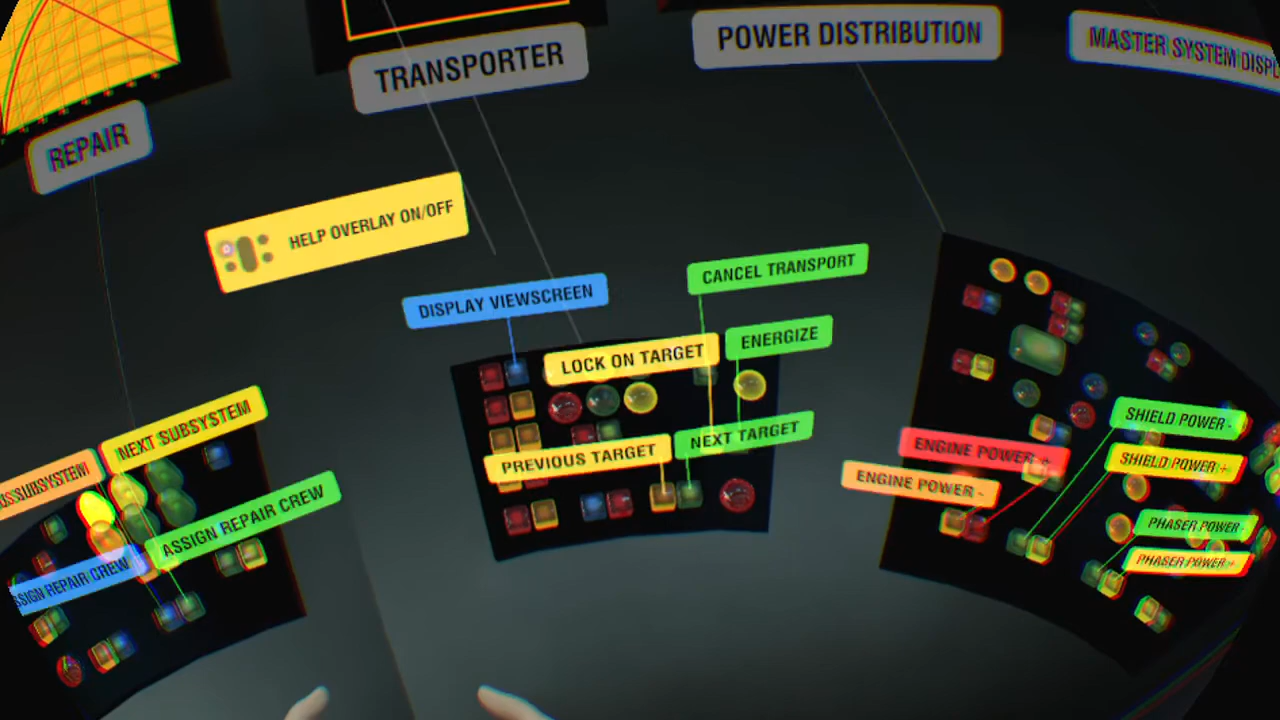 TRANSPORTER
POWER DISTRIBUTION
MASTER SYSTEM
REPAIR
HELP OVERLAY ON/OFF
DISPLAY VIEWSCREEN
CANCEL TRANSPORT
LOCK ON TARGET
ENERGIZE
PREVIOUS TARGET
NEXT TARGET
NEXT SUBSYSTEM
SUBSYSTEM
ASSIGN REPAIR CREW
REPAIR CREW
ENGINE POWER +
ENGINE POWER -
SHIELD POWER -
SHIELD POWER +
PHASER POWER -
PHASER POWER +